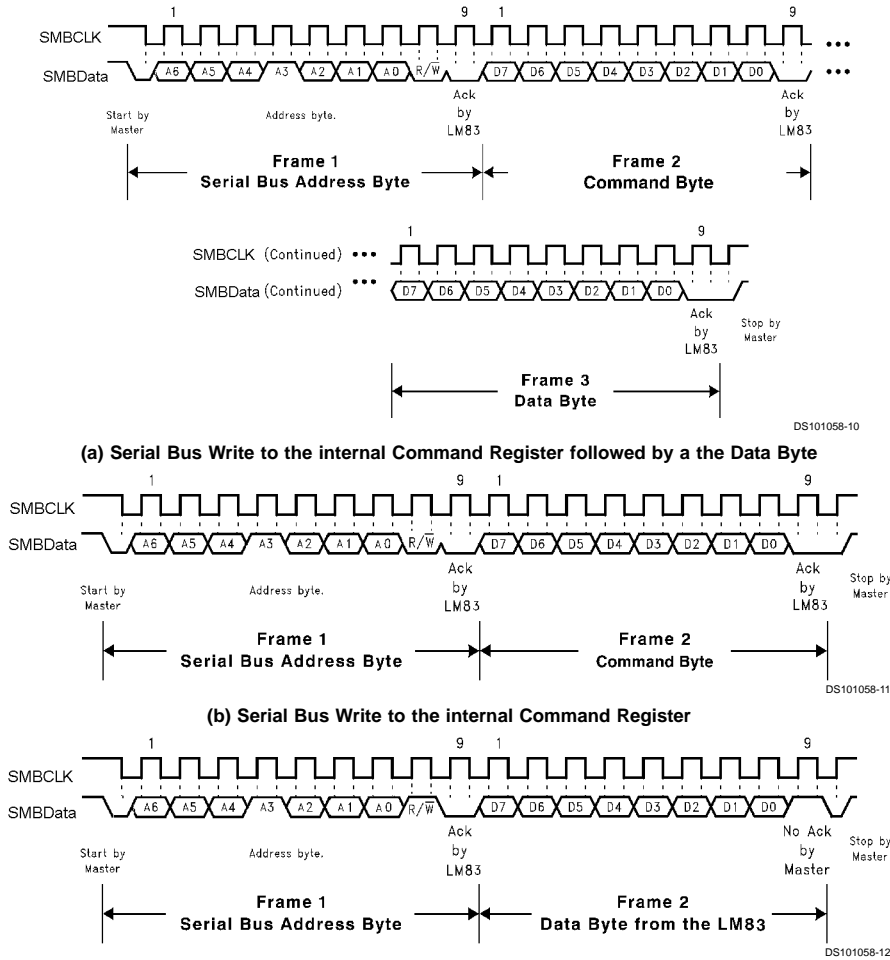 1 9 1 9
SMBCLK •••
SMBData A6 A5 A4 A3 A2 A1 A0 R/W̅ D7 D6 D5 D4 D3 D2 D1 D0 •••
Start by Master
Address byte.
Ack by LM83
Ack by LM83
Frame 1
Serial Bus Address Byte
Frame 2
Command Byte
1 9
SMBCLK (Continued) •••
SMBData (Continued) ••• D7 D6 D5 D4 D3 D2 D1 D0
Ack by LM83
Stop by Master
Frame 3
Data Byte
DS101058-10
(a) Serial Bus Write to the internal Command Register followed by a the Data Byte
1 9 1 9
SMBCLK
SMBData A6 A5 A4 A3 A2 A1 A0 R/W̅ D7 D6 D5 D4 D3 D2 D1 D0
Start by Master
Address byte.
Ack by LM83
Ack by LM83
Stop by Master
Frame 1
Serial Bus Address Byte
Frame 2
Command Byte
DS101058-11
(b) Serial Bus Write to the internal Command Register
1 9 1 9
SMBCLK
SMBData A6 A5 A4 A3 A2 A1 A0 R/W̅ D7 D6 D5 D4 D3 D2 D1 D0
Start by Master
Address byte.
Ack by LM83
No Ack by Master
Stop by Master
Frame 1
Serial Bus Address Byte
Frame 2
Data Byte from the LM83
DS101058-12